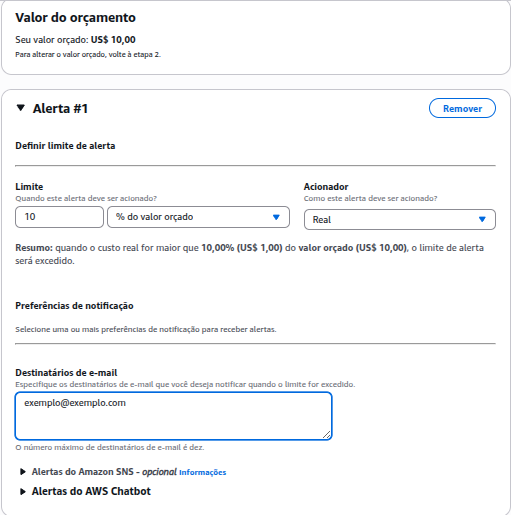 Valor do orçamento
Seu valor orçado: US$ 10,00
Para alterar o valor orçado, volte à etapa 2.
Alerta #1
Remover
Definir limite de alerta
Limite
Quando este alerta deve ser acionado?
10
% do valor orçado
Acionador
Como este alerta deve ser acionado?
Real
Resumo: quando o custo real for maior que 10,00% (US$ 1,00) do valor orçado (US$ 10,00), o limite de alerta
será excedido.
Preferências de notificação
Selecione uma ou mais preferências de notificação para receber alertas.
Destinatários de e-mail
Especifique os destinatários de e-mail que você deseja notificar quando o limite for excedido.
exemplo@exemplo.com
O número máximo de destinatários de e-mail é dez.
Alertas do Amazon SNS - opcional Informações
Alertas do AWS Chatbot